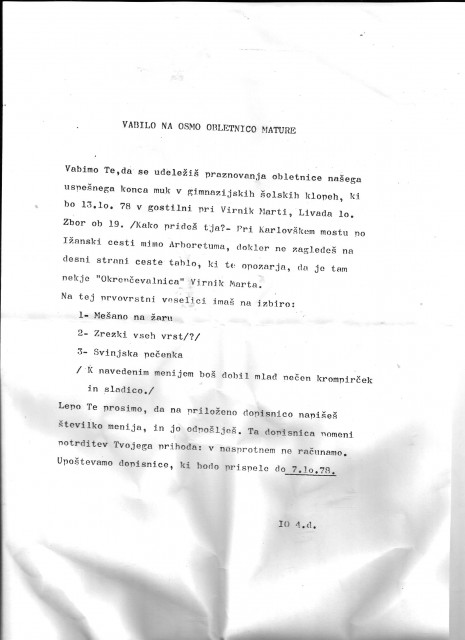 VABILO NA OSMO OBLETNICO MATURE
Vabimo Te,da se udeležiš praznovanja obletnice našega
uspešnega konca muk v gimnazijskih šolskih klopeh, ki
bo 13.lo. 78 v gostilni pri Virnik Marti, Livada lo.
Zbor ob 19. /Kako prideš tja?- Pri Karlovškem mostu po
Ižanski cesti mimo Arboretuma, dokler ne zagledeš na
desni strani ceste tablo, ki te opozarja, da je tam
nekje "Okrepčevalnica" Virnik Marta.
Na tej prvovrstni veselici imaš na izbiro:
1- Mešano na žaru
2- Zrezki vseh vrst/?/
3- Svinjska pečenka
/ K navedenim menijem boš dobil mlad pečen krompirček
in sladico./
Lepo Te prosimo, da na priloženo dopisnico napišeš
številko menija, in jo odpošlješ. Ta dopisnica pomeni
potrditev Tvojega prihoda: v nasprotnem ne računamo.
Upoštevamo dopisnice, ki bodo prispele do 7.lo.78.
IO 4.d.